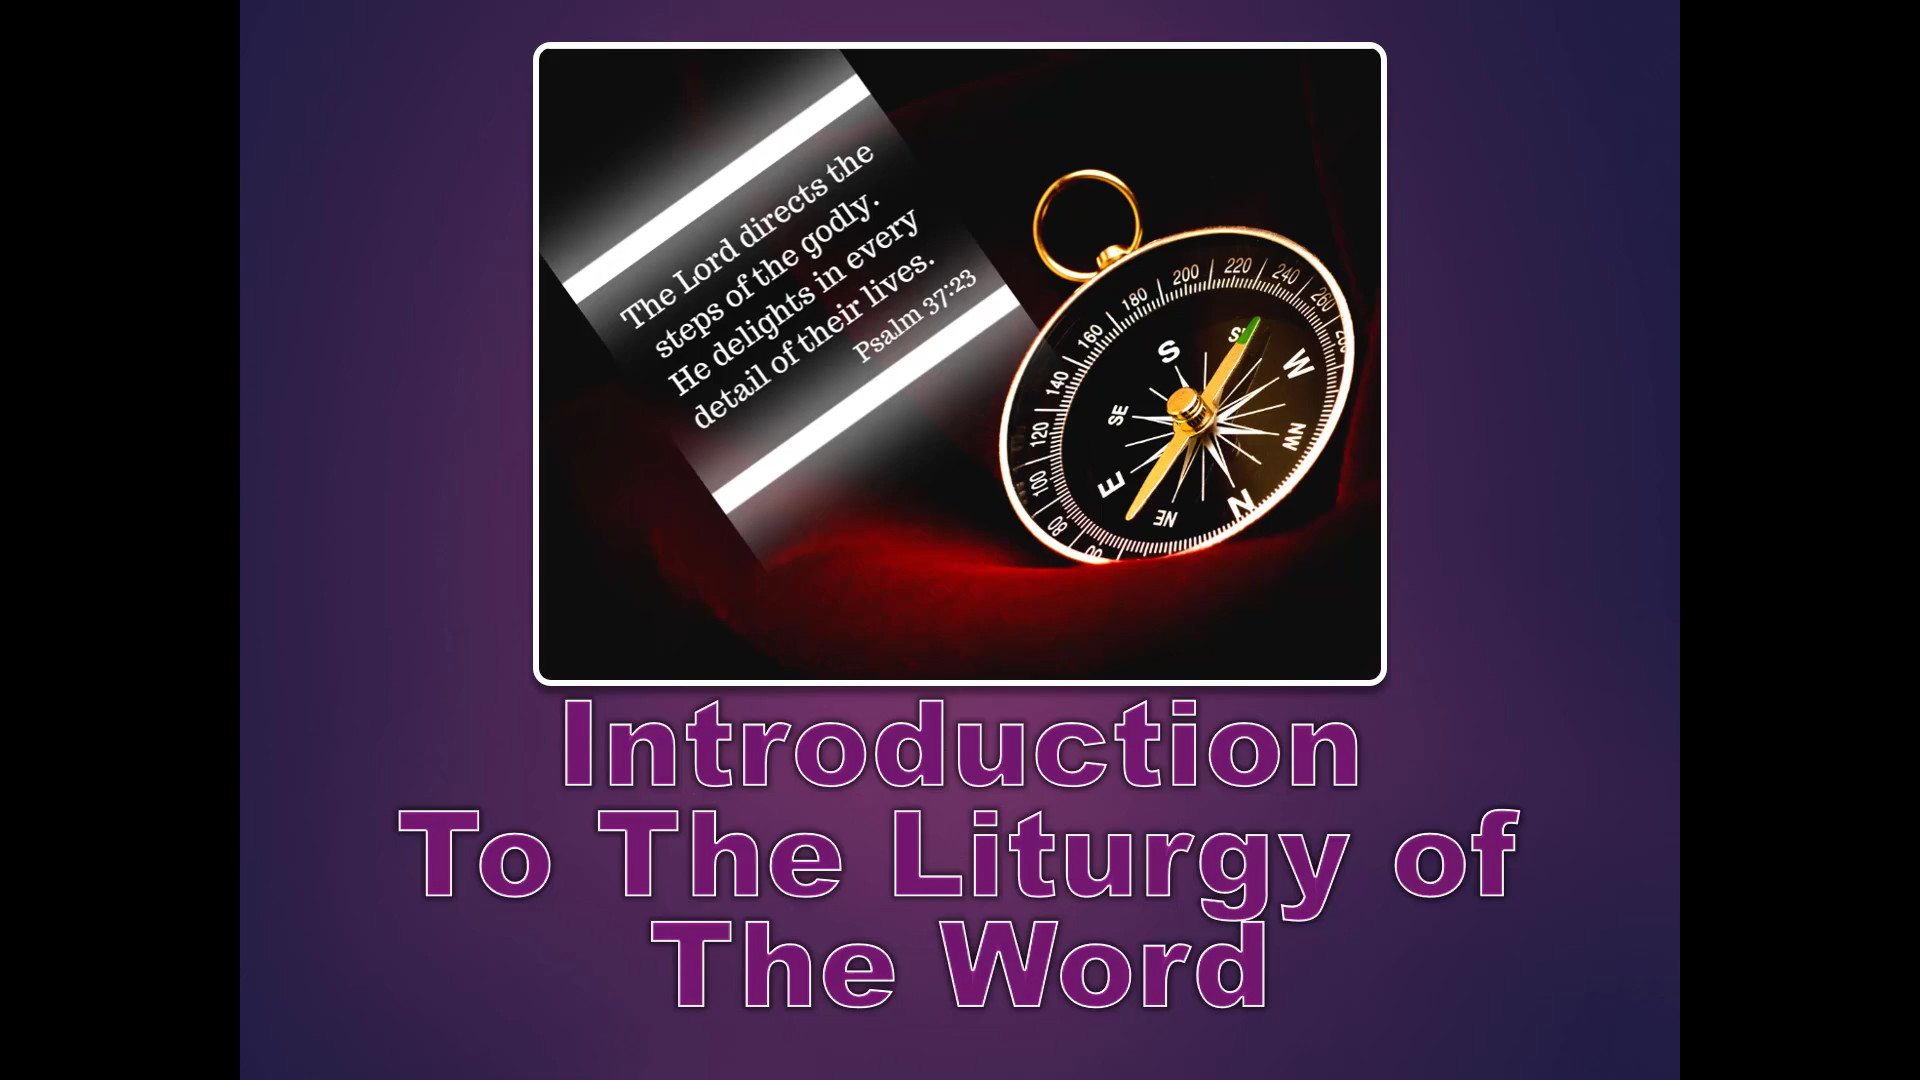 The Lord directs the
steps of the godly.
He delights in every
detail of their lives.
Psalm 37:23
80
100
120
140
160
180
200
220
240
260
S
W
NW
N
NE
E
SE
Introduction
To The Liturgy of
The Word